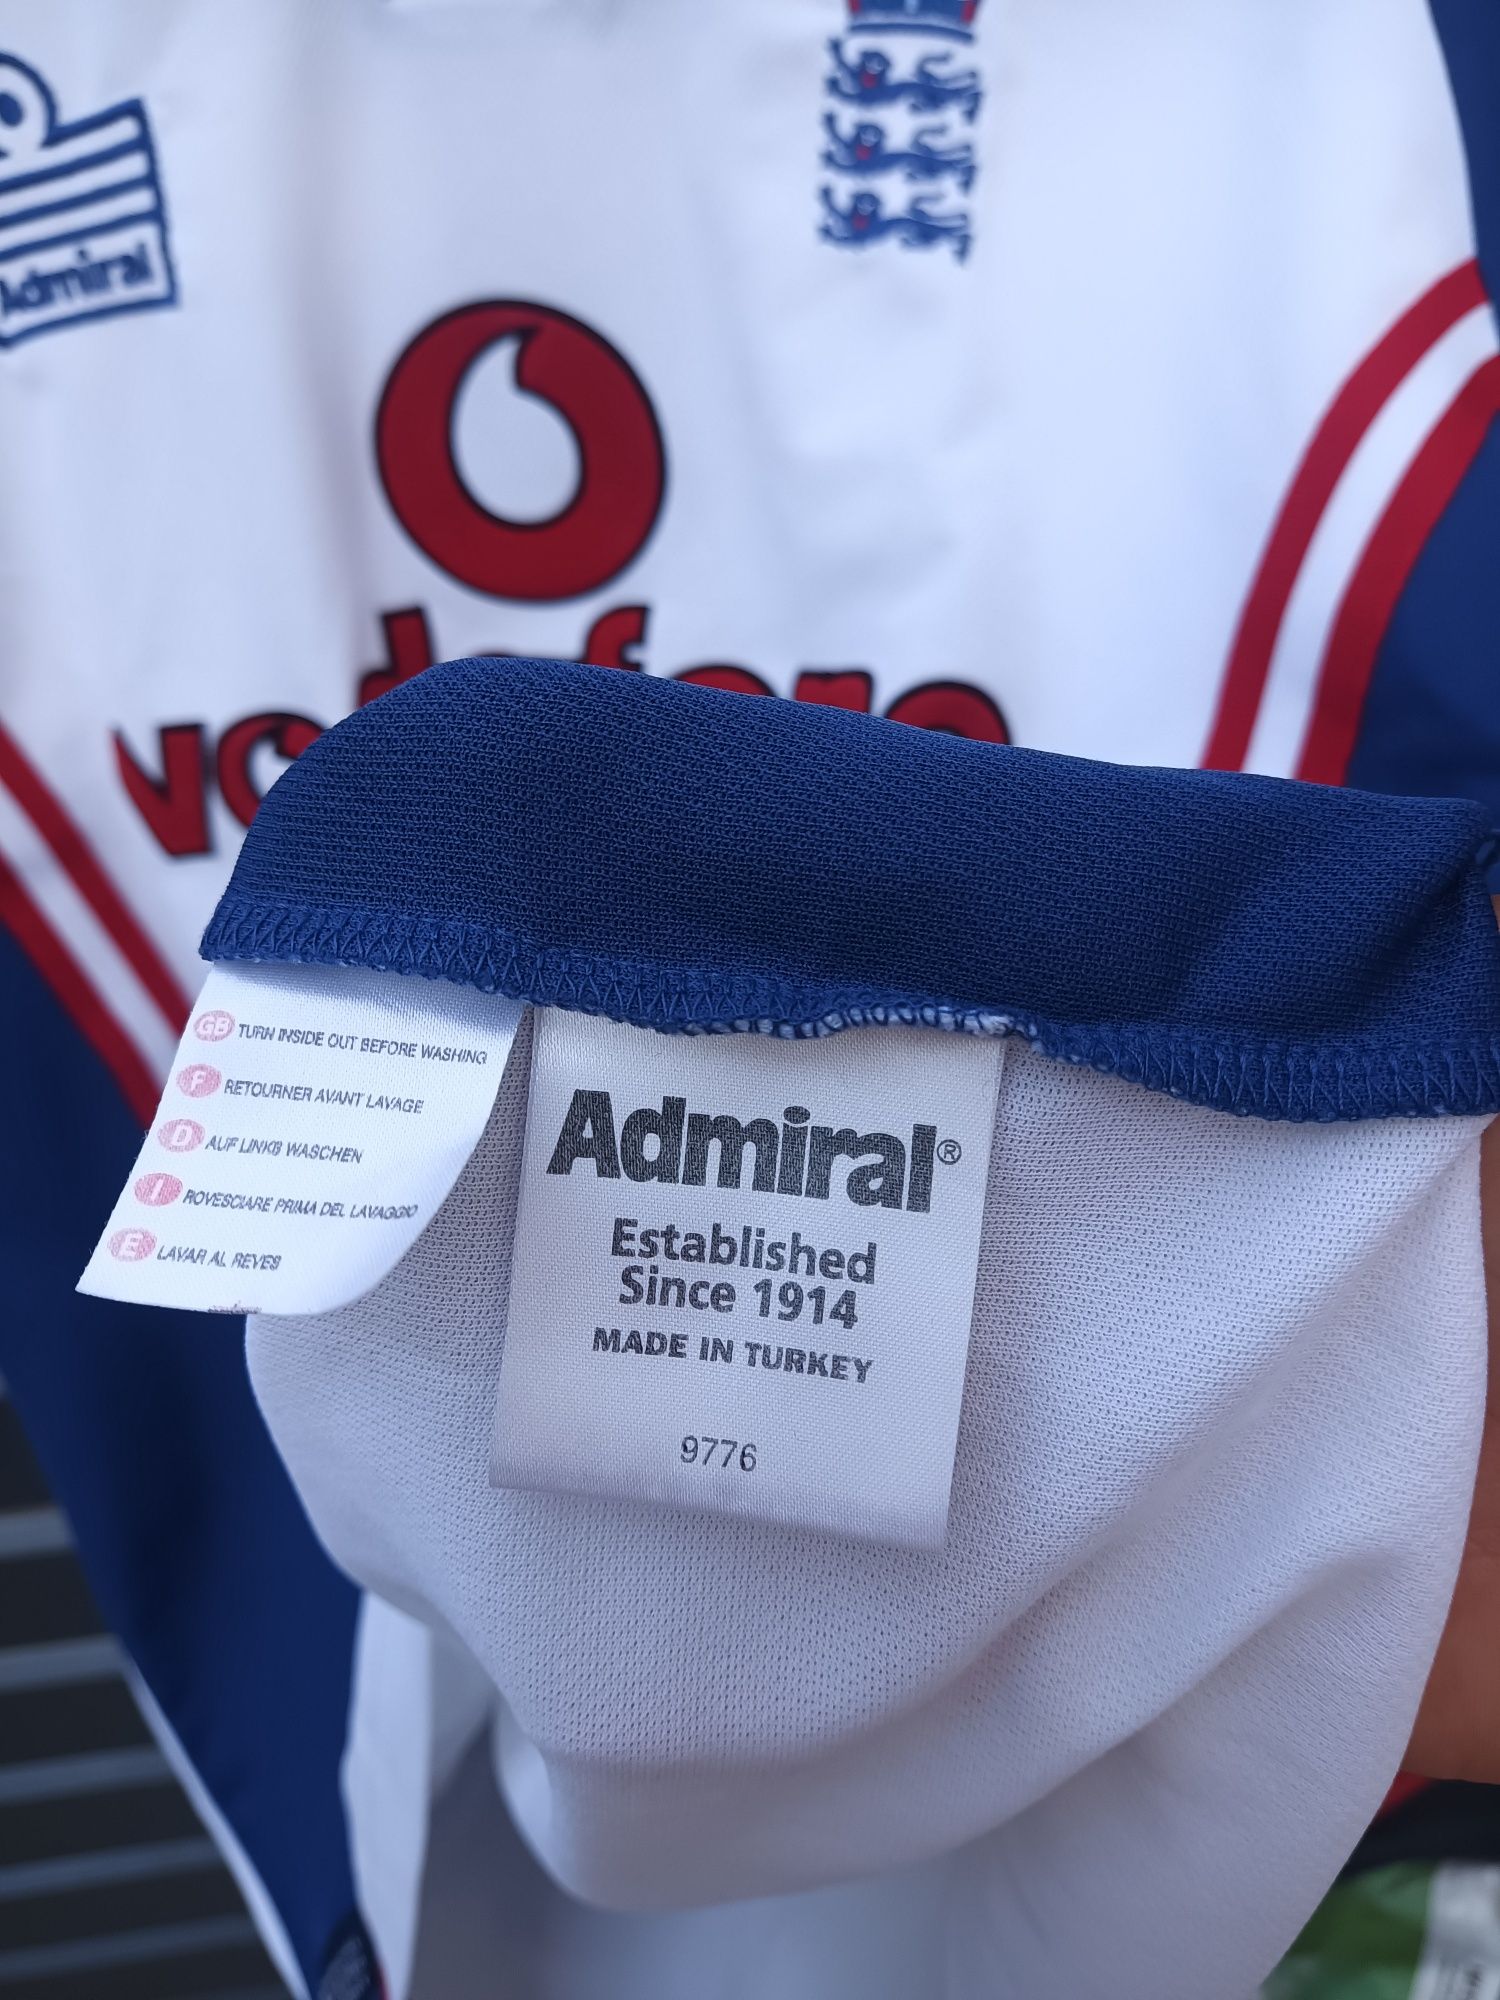 Admiral
vodafone
GB TURN INSIDE OUT BEFORE WASHING
F RETOURNER AVANT LAVAGE
D AUF LINKS WASCHEN
I ROVESCIARE PRIMA DEL LAVAGGIO
E LAVAR AL REVES
Admiral®
Established
Since 1914
MADE IN TURKEY
9776